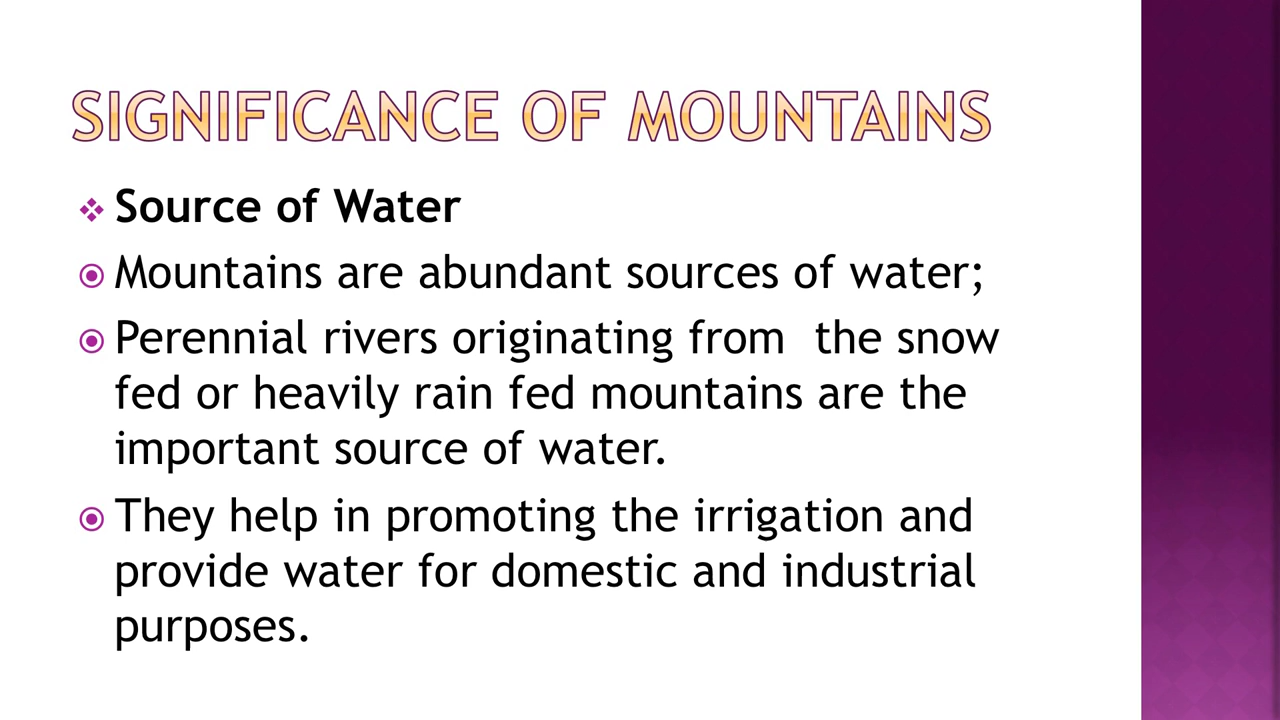 SIGNIFICANCE OF MOUNTAINS
❖ Source of Water
Mountains are abundant sources of water;
Perennial rivers originating from  the snow
fed or heavily rain fed mountains are the
important source of water.
They help in promoting the irrigation and
provide water for domestic and industrial
purposes.